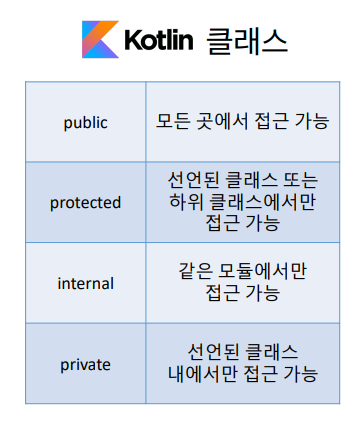 Kotlin 클래스
public
모든 곳에서 접근 가능
protected
선언된 클래스 또는
하위 클래스에서만
접근 가능
internal
같은 모듈에서만
접근 가능
private
선언된 클래스
내에서만 접근 가능